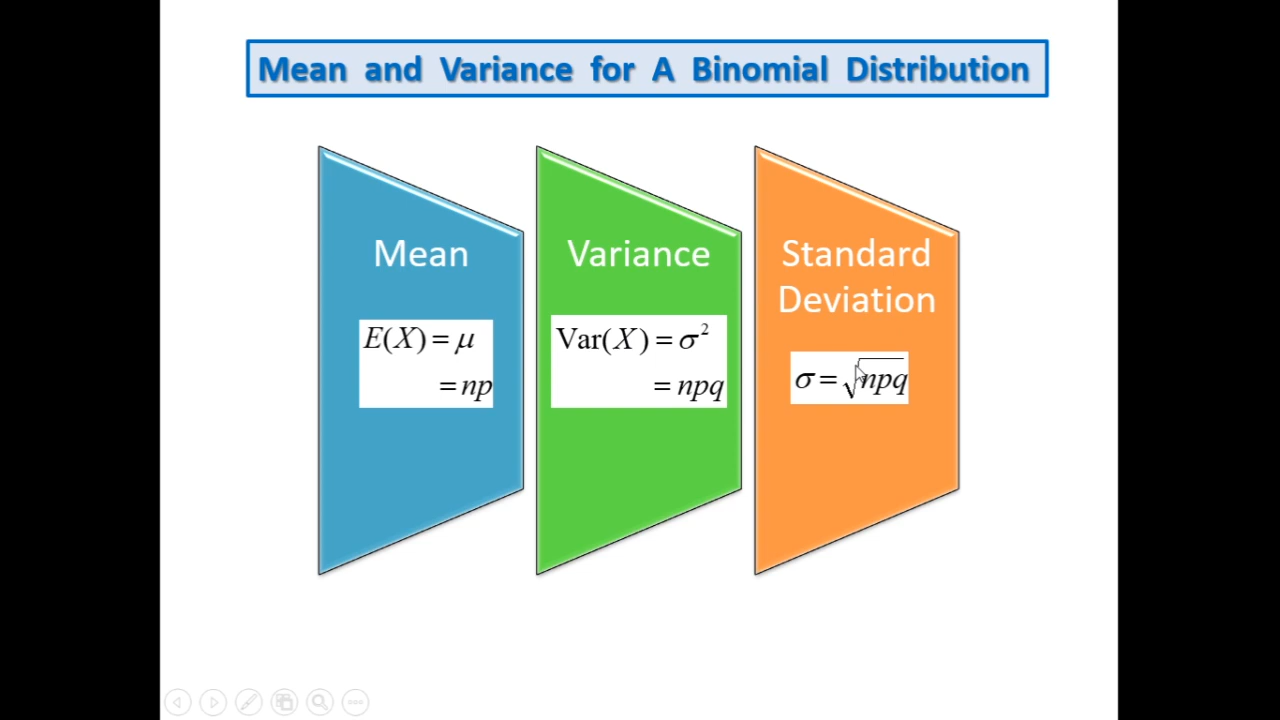 Mean and Variance for A Binomial Distribution
Mean
E(X) = μ
= np
Variance
Var(X) = σ²
= npq
Standard
Deviation
σ = √npq